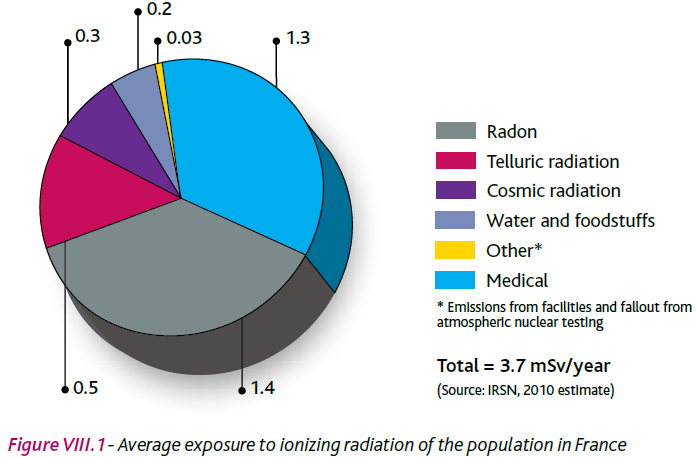 0.2
0.3
0.03
1.3
Radon
Telluric radiation
Cosmic radiation
Water and foodstuffs
Other*
Medical
* Emissions from facilities and fallout from
atmospheric nuclear testing
Total = 3.7 mSv/year
(Source: IRSN, 2010 estimate)
0.5
1.4
Figure VIII.1 - Average exposure to ionizing radiation of the population in France